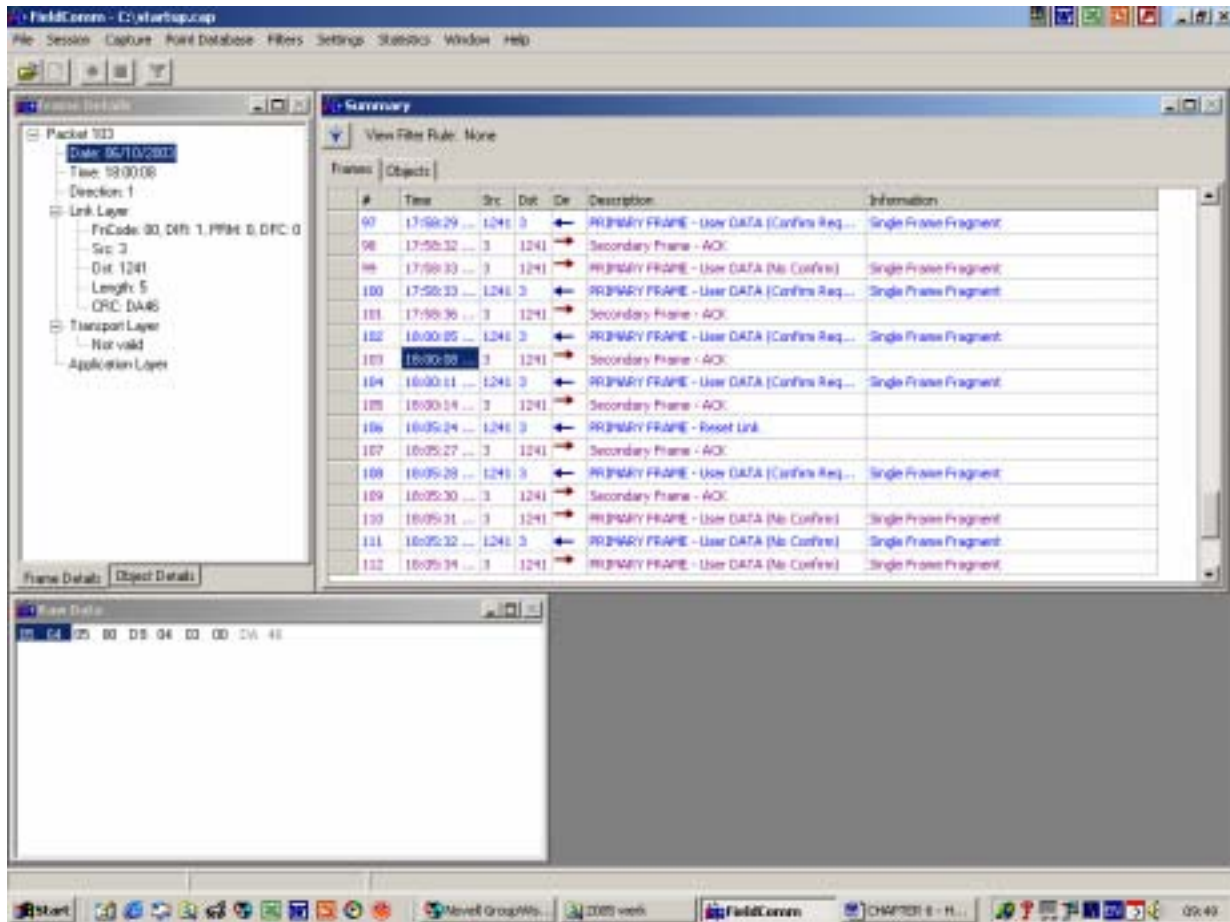 FieldComm - C:\startup.cap
File Session Capture Point Database Filters Settings Statistics Window Help
Frame Details
Packet 103
Date: 06/10/2003
Time: 18:00:08
Direction: 1
Link Layer
FnCode: 00, DIR: 1, PRM: 0, DFC: 0
Src: 3
Dst: 1241
Length: 5
CRC: DA46
Transport Layer
Not valid
Application Layer
Frame Details Object Details
Summary
View Filter Rule: None
Frames Objects
# Time Src Dst Dir Description Information
97 17:58:29 ... 1241 3 PRIMARY FRAME - User DATA (Confirm Req... Single Frame Fragment
98 17:58:32 ... 3 1241 Secondary Frame - ACK
99 17:58:33 ... 3 1241 PRIMARY FRAME - User DATA (No Confirm) Single Frame Fragment
100 17:58:33 ... 1241 3 PRIMARY FRAME - User DATA (Confirm Req... Single Frame Fragment
101 17:58:36 ... 3 1241 Secondary Frame - ACK
102 18:00:05 ... 1241 3 PRIMARY FRAME - User DATA (Confirm Req... Single Frame Fragment
103 18:00:08 ... 3 1241 Secondary Frame - ACK
104 18:00:11 ... 1241 3 PRIMARY FRAME - User DATA (Confirm Req... Single Frame Fragment
105 18:00:14 ... 3 1241 Secondary Frame - ACK
106 18:05:24 ... 1241 3 PRIMARY FRAME - Reset Link
107 18:05:27 ... 3 1241 Secondary Frame - ACK
108 18:05:28 ... 1241 3 PRIMARY FRAME - User DATA (Confirm Req... Single Frame Fragment
109 18:05:30 ... 3 1241 Secondary Frame - ACK
110 18:05:31 ... 3 1241 PRIMARY FRAME - User DATA (No Confirm) Single Frame Fragment
111 18:05:32 ... 1241 3 PRIMARY FRAME - User DATA (No Confirm) Single Frame Fragment
112 18:05:34 ... 3 1241 PRIMARY FRAME - User DATA (No Confirm) Single Frame Fragment
Raw Data
05 64 05 80 D9 04 03 00 DA 46
Start Novell GroupWis... 2005 work FieldComm CHAPTER 8 - H... 09:49